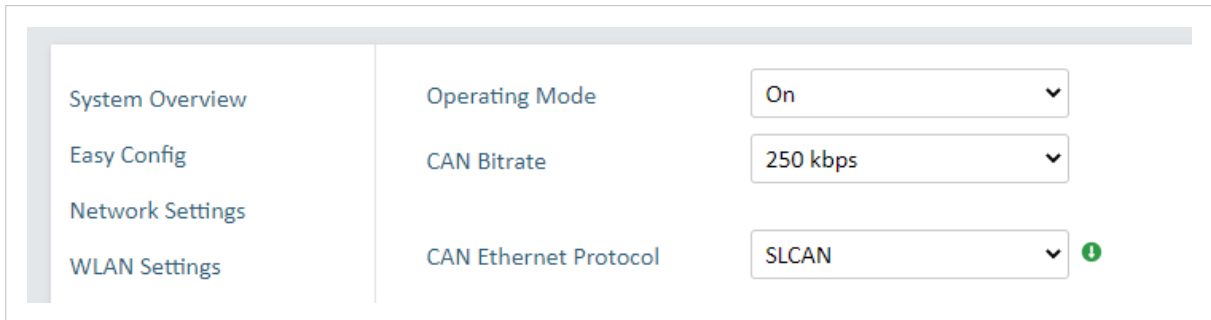 System Overview
Easy Config
Network Settings
WLAN Settings
Operating Mode On
CAN Bitrate 250 kbps
CAN Ethernet Protocol SLCAN